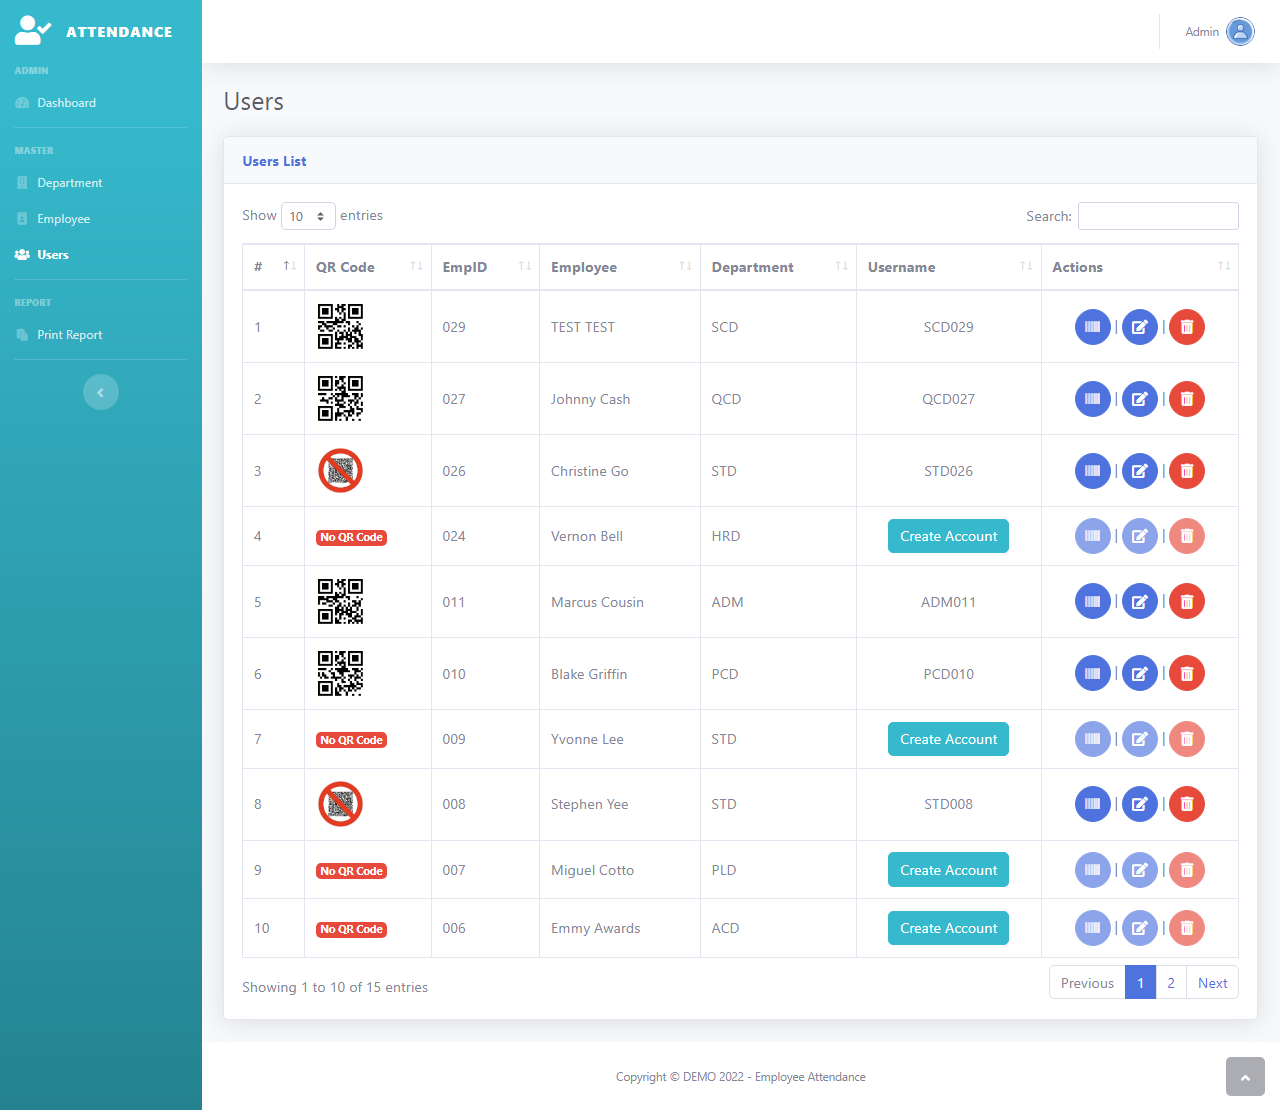 ATTENDANCE
Admin
ADMIN
Dashboard
MASTER
Department
Employee
Users
REPORT
Print Report
Users
Users List
Show 10 entries
Search:
# QR Code EmpID Employee Department Username Actions
1 029 TEST TEST SCD SCD029 | |
2 027 Johnny Cash QCD QCD027 | |
3 026 Christine Go STD STD026 | |
4 No QR Code 024 Vernon Bell HRD Create Account | |
5 011 Marcus Cousin ADM ADM011 | |
6 010 Blake Griffin PCD PCD010 | |
7 No QR Code 009 Yvonne Lee STD Create Account | |
8 008 Stephen Yee STD STD008 | |
9 No QR Code 007 Miguel Cotto PLD Create Account | |
10 No QR Code 006 Emmy Awards ACD Create Account | |
Showing 1 to 10 of 15 entries
Previous 1 2 Next
Copyright © DEMO 2022 - Employee Attendance